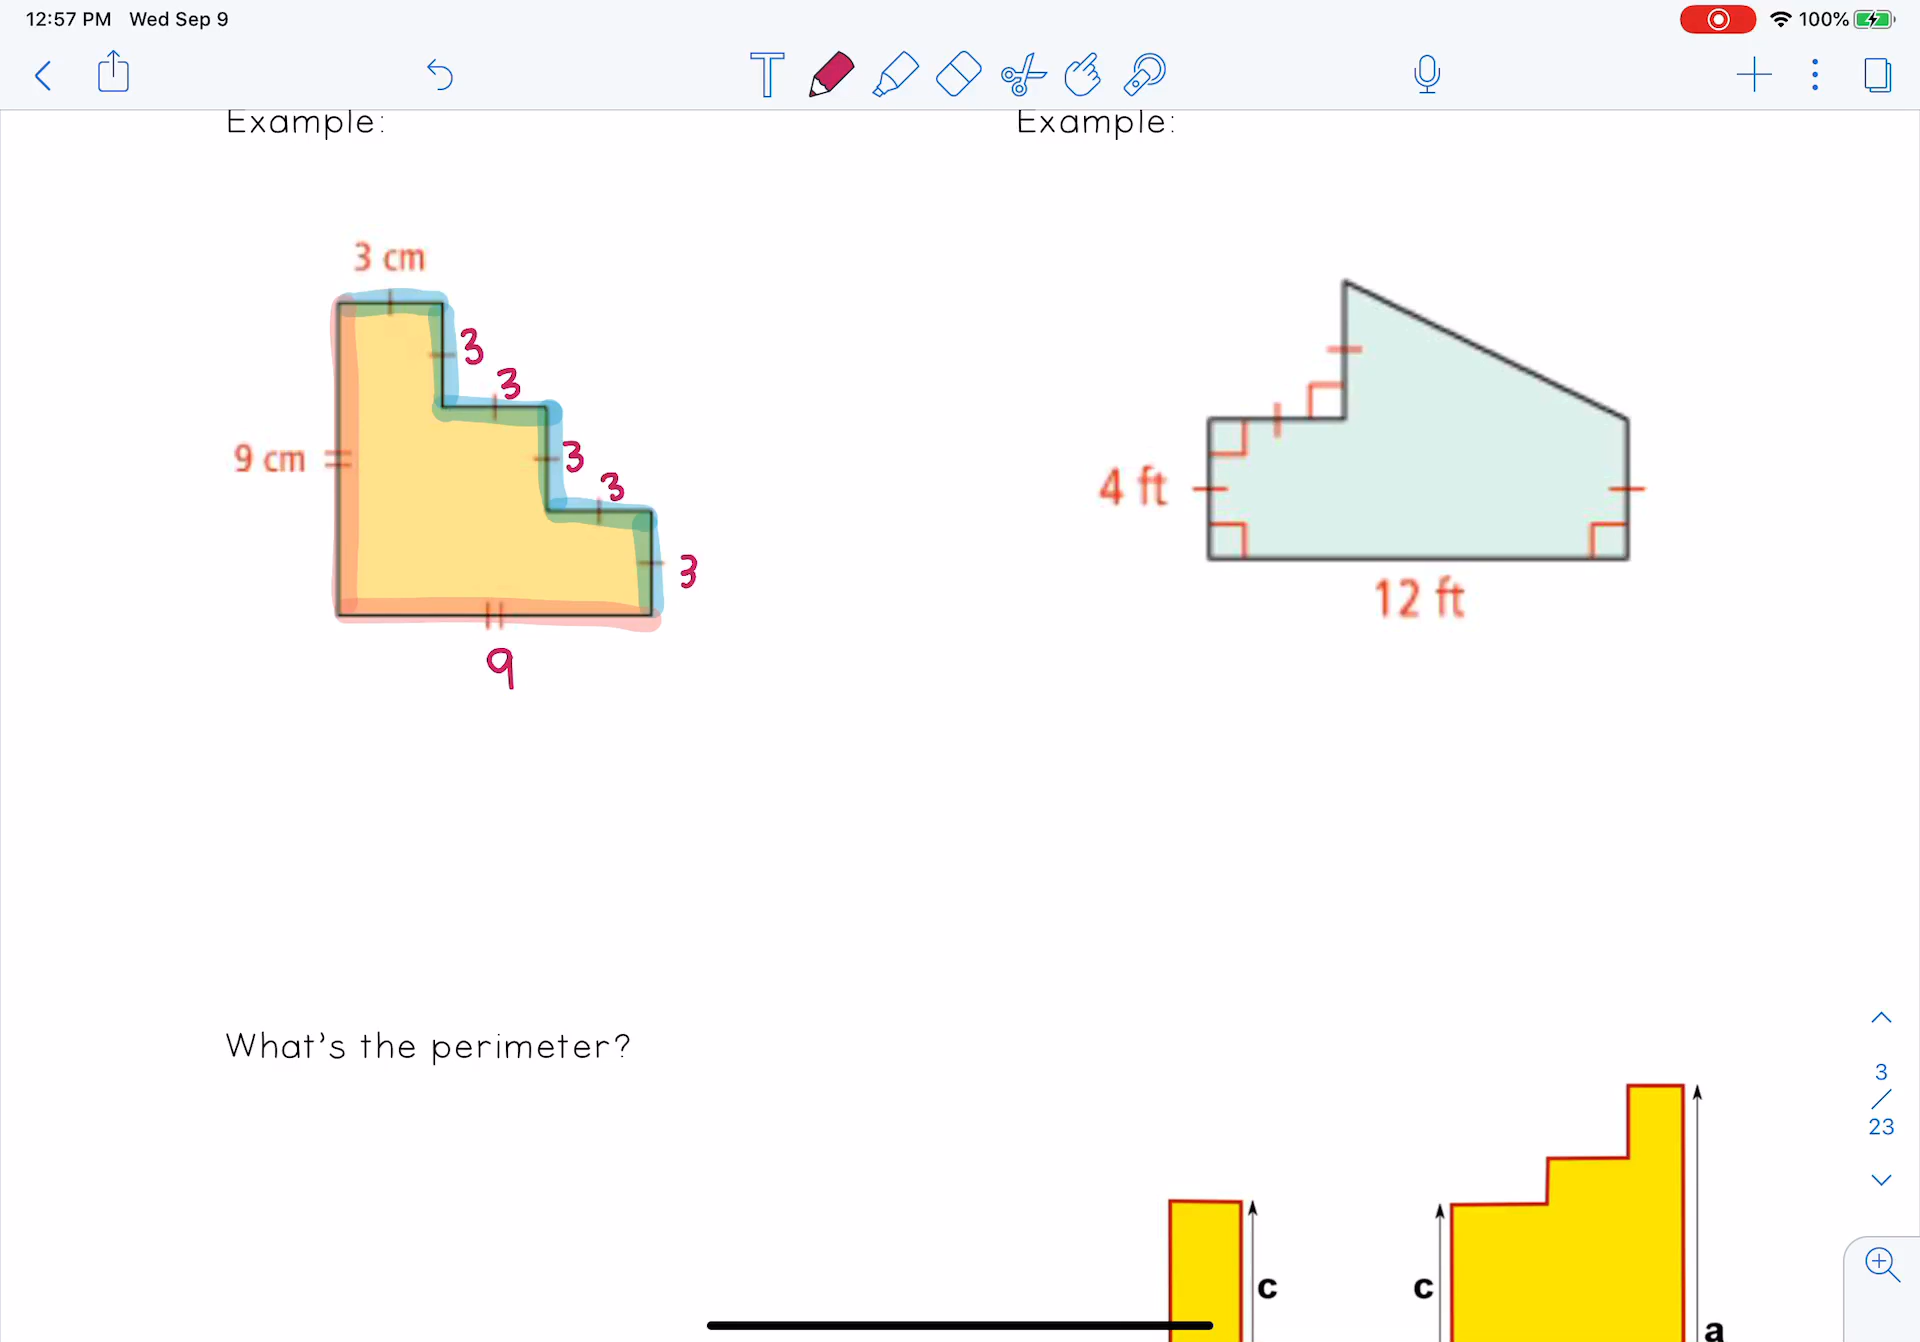 12:57 PM Wed Sep 9
100%
T
Example:
Example:
3 cm
3
3
9 cm
3
3
3
9
4 ft
12 ft
What's the perimeter?
3
/
23
c
c
a